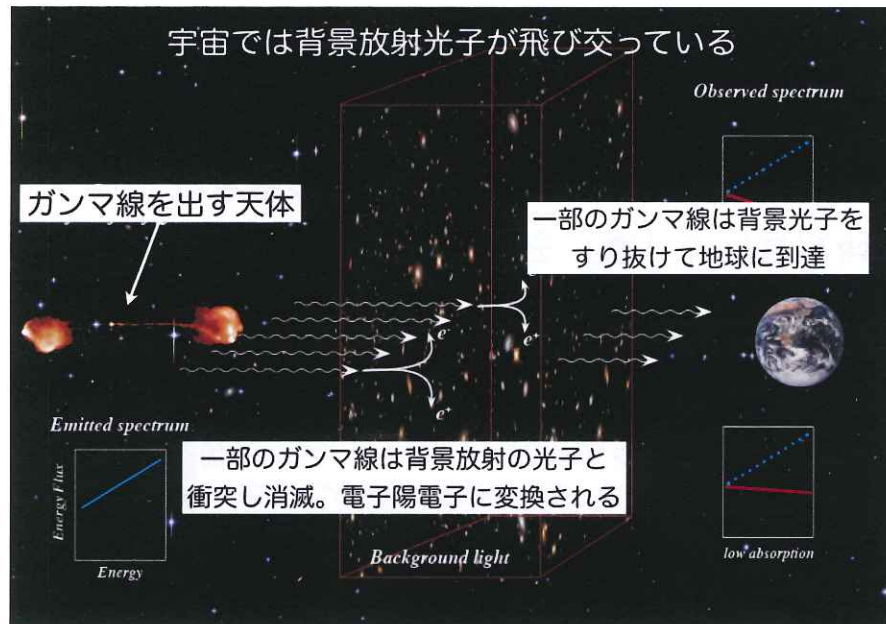 宇宙では背景放射光子が飛び交っている
Observed spectrum
ガンマ線を出す天体
一部のガンマ線は背景光子を
すり抜けて地球に到達
e-
e+
e+
Emitted spectrum
一部のガンマ線は背景放射の光子と
衝突し消滅。電子陽電子に変換される
Energy Flux
Energy
Background light
low absorption